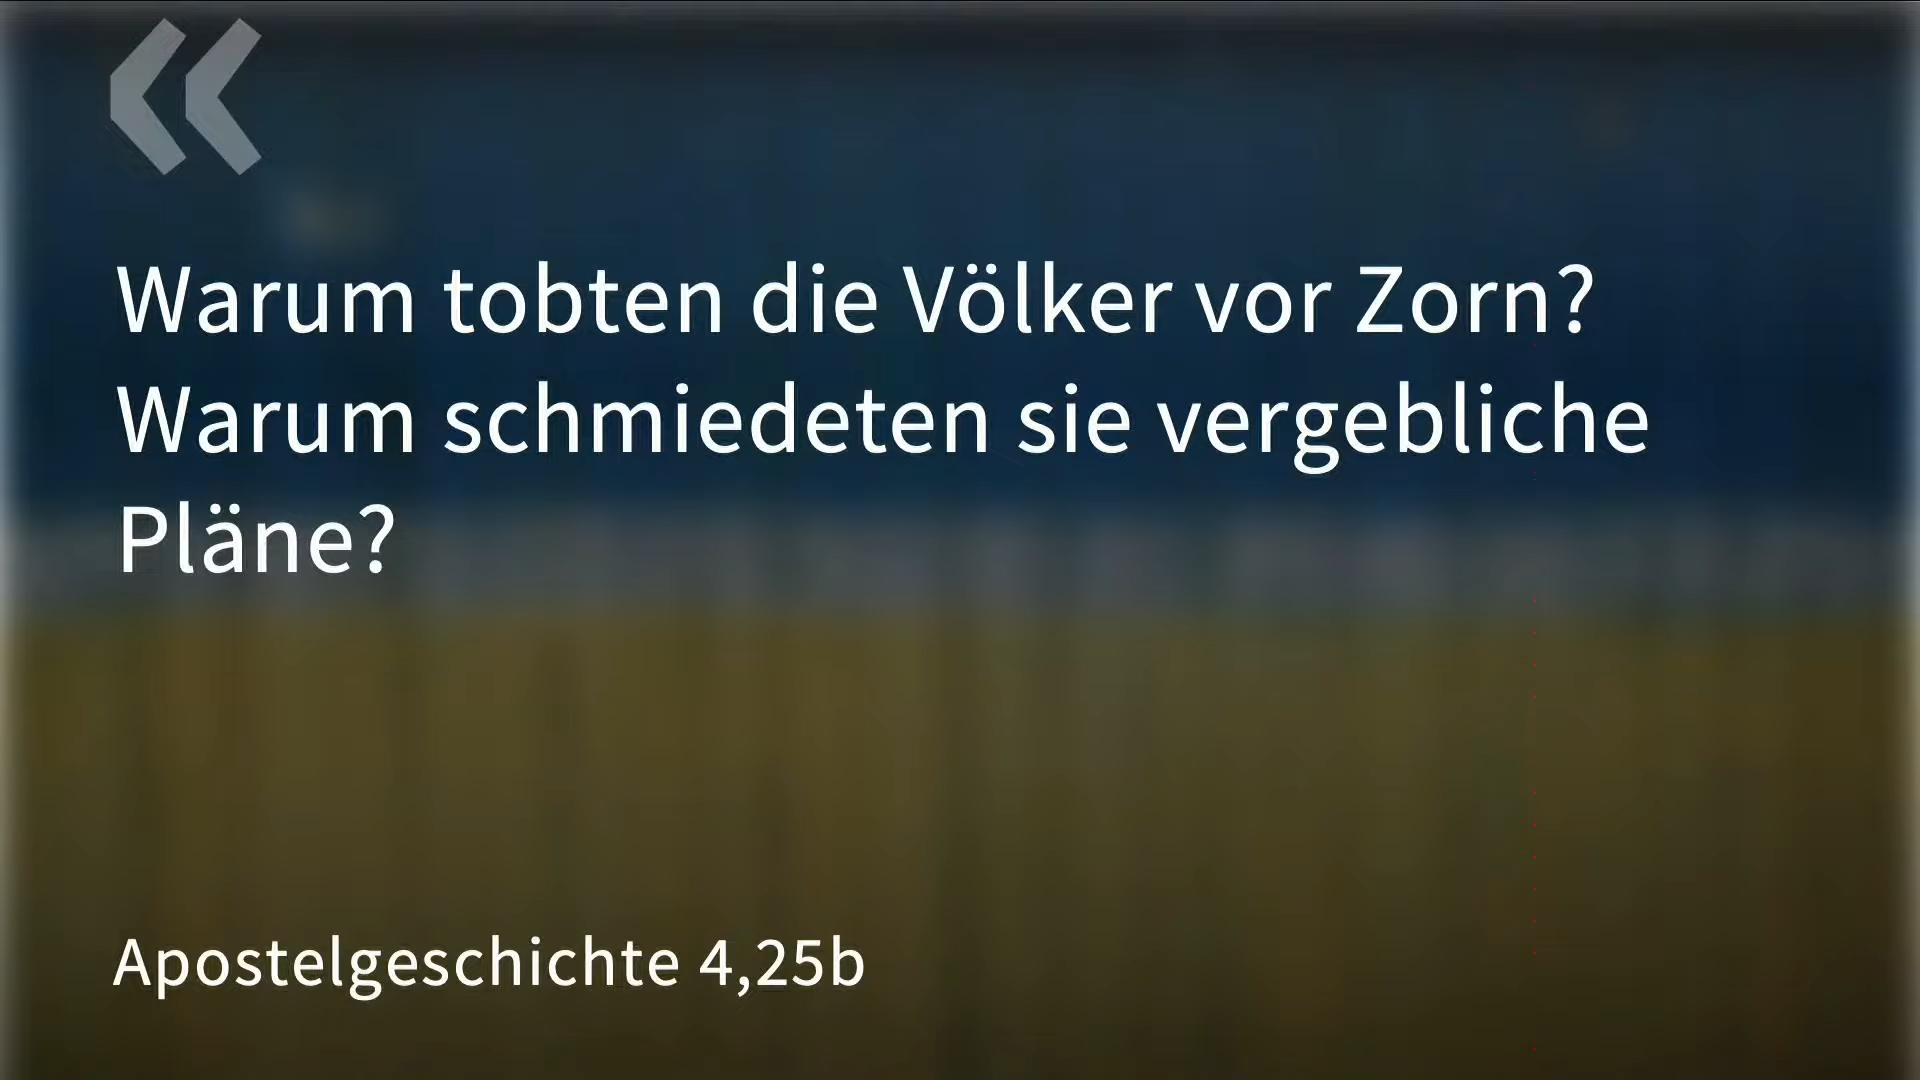 «
Warum tobten die Völker vor Zorn?
Warum schmiedeten sie vergebliche
Pläne?
Apostelgeschichte 4,25b